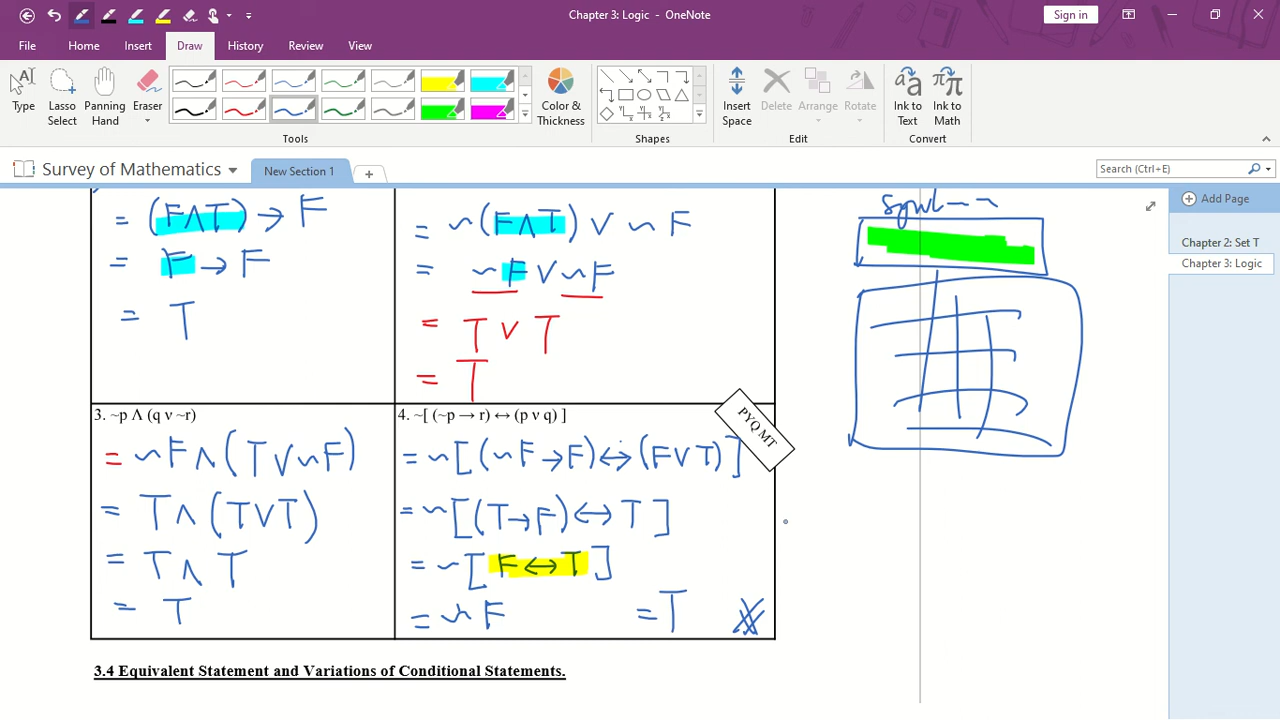 Chapter 3: Logic - OneNote
Sign in
File Home Insert Draw History Review View
Type
Lasso Select
Panning Hand
Eraser
Color & Thickness
Insert Space
Delete
Arrange
Rotate
Ink to Text
Ink to Math
Tools
Shapes
Edit
Convert
Survey of Mathematics
New Section 1
Search (Ctrl+E)
Add Page
Chapter 2: Set T
Chapter 3: Logic
= (F∧T) → F
= F → F
= T
= ~(F∧T) ∨ ~F
= ~F ∨ ~F
= T ∨ T
= T
3. ~p Λ (q ν ~r)
= ~F ∧ (T ∨ ~F)
= T ∧ (T ∨ T)
= T ∧ T
= T
4. ~[ (~p → r) ↔ (p ν q) ]
PYQ MT
= ~[(~F → F) ↔ (F ∨ T)]
= ~[(T → F) ↔ T]
= ~[F ↔ T]
= ~F = T
3.4 Equivalent Statement and Variations of Conditional Statements.